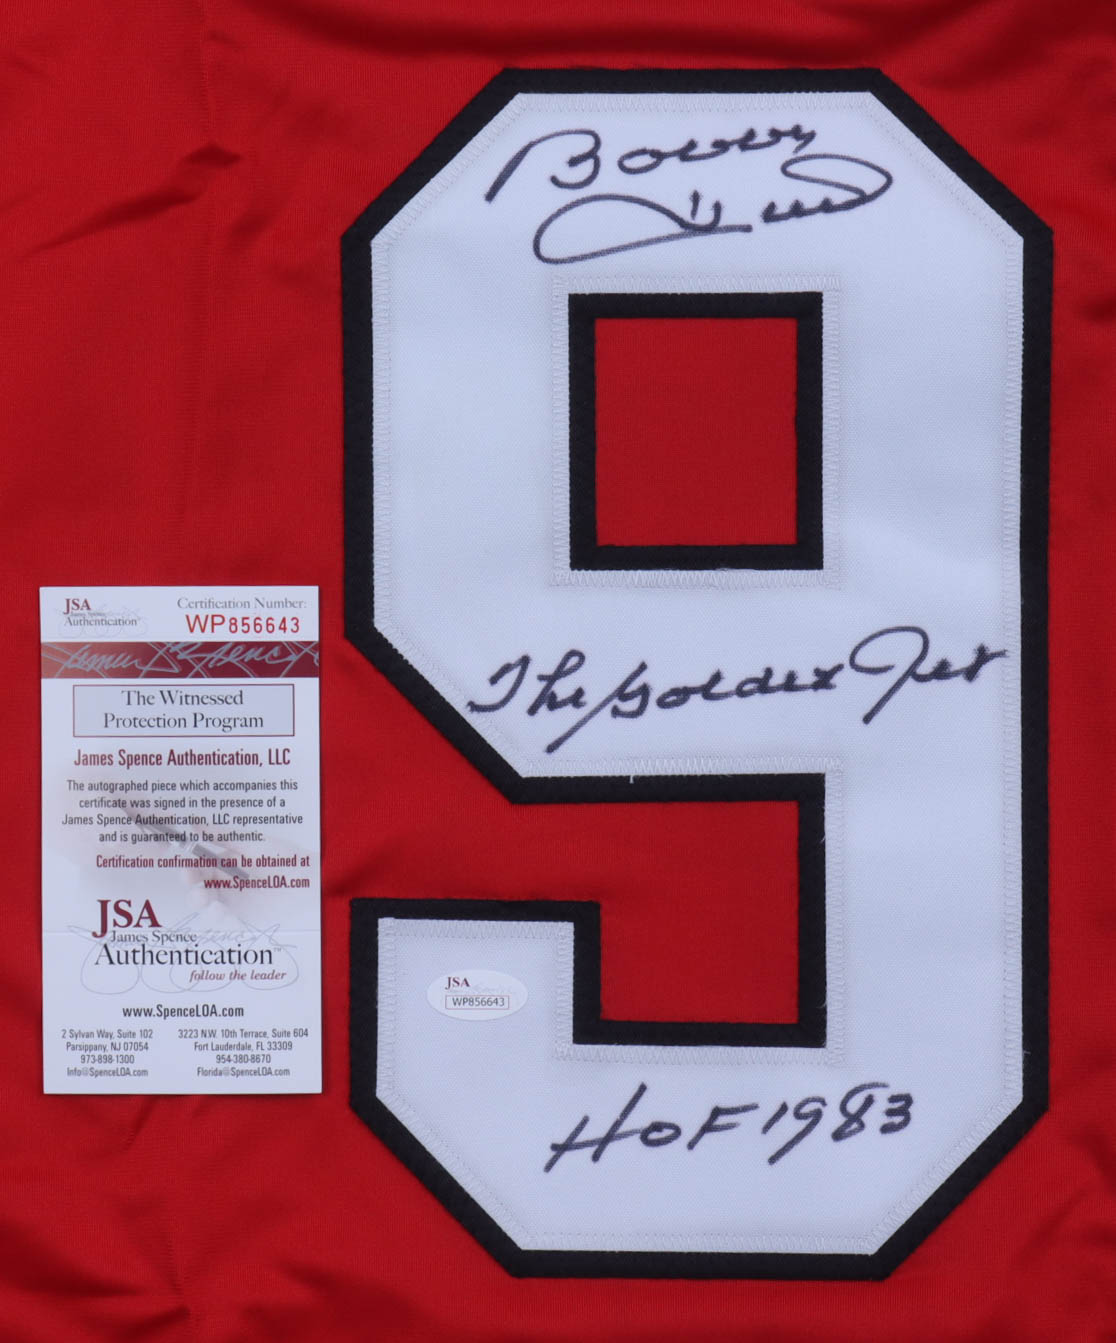 Bobby
Hull
9
The Golden Jet
HOF 1983
JSA
WP856643
JSA
James Spence
Authentication
Certification Number:
WP856643
James Spence
The Witnessed
Protection Program
James Spence Authentication, LLC
The autographed piece which accompanies this
certificate was signed in the presence of a
James Spence Authentication, LLC representative
and is guaranteed to be authentic.
Certification confirmation can be obtained at
www.SpenceLOA.com
JSA
James Spence
Authentication™
follow the leader
www.SpenceLOA.com
2 Sylvan Way, Suite 102
Parsippany, NJ 07054
973-898-1300
Info@SpenceLOA.com
3223 N.W. 10th Terrace, Suite 604
Fort Lauderdale, FL 33309
954-380-8670
Florida@SpenceLOA.com